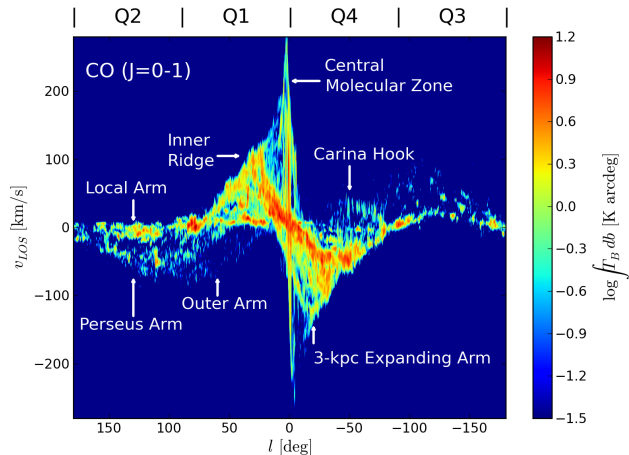 | Q2 | Q1 | Q4 | Q3 |
CO (J=0-1)
Central
Molecular Zone
Inner
Ridge
Carina Hook
Local Arm
Outer Arm
Perseus Arm
3-kpc Expanding Arm
200
100
0
−100
−200
v_LOS [km/s]
180 100 50 0 −50 −100 −180
l [deg]
1.2
0.9
0.6
0.3
0.0
−0.3
−0.6
−0.9
−1.2
−1.5
log ∫T_B db [K arcdeg]